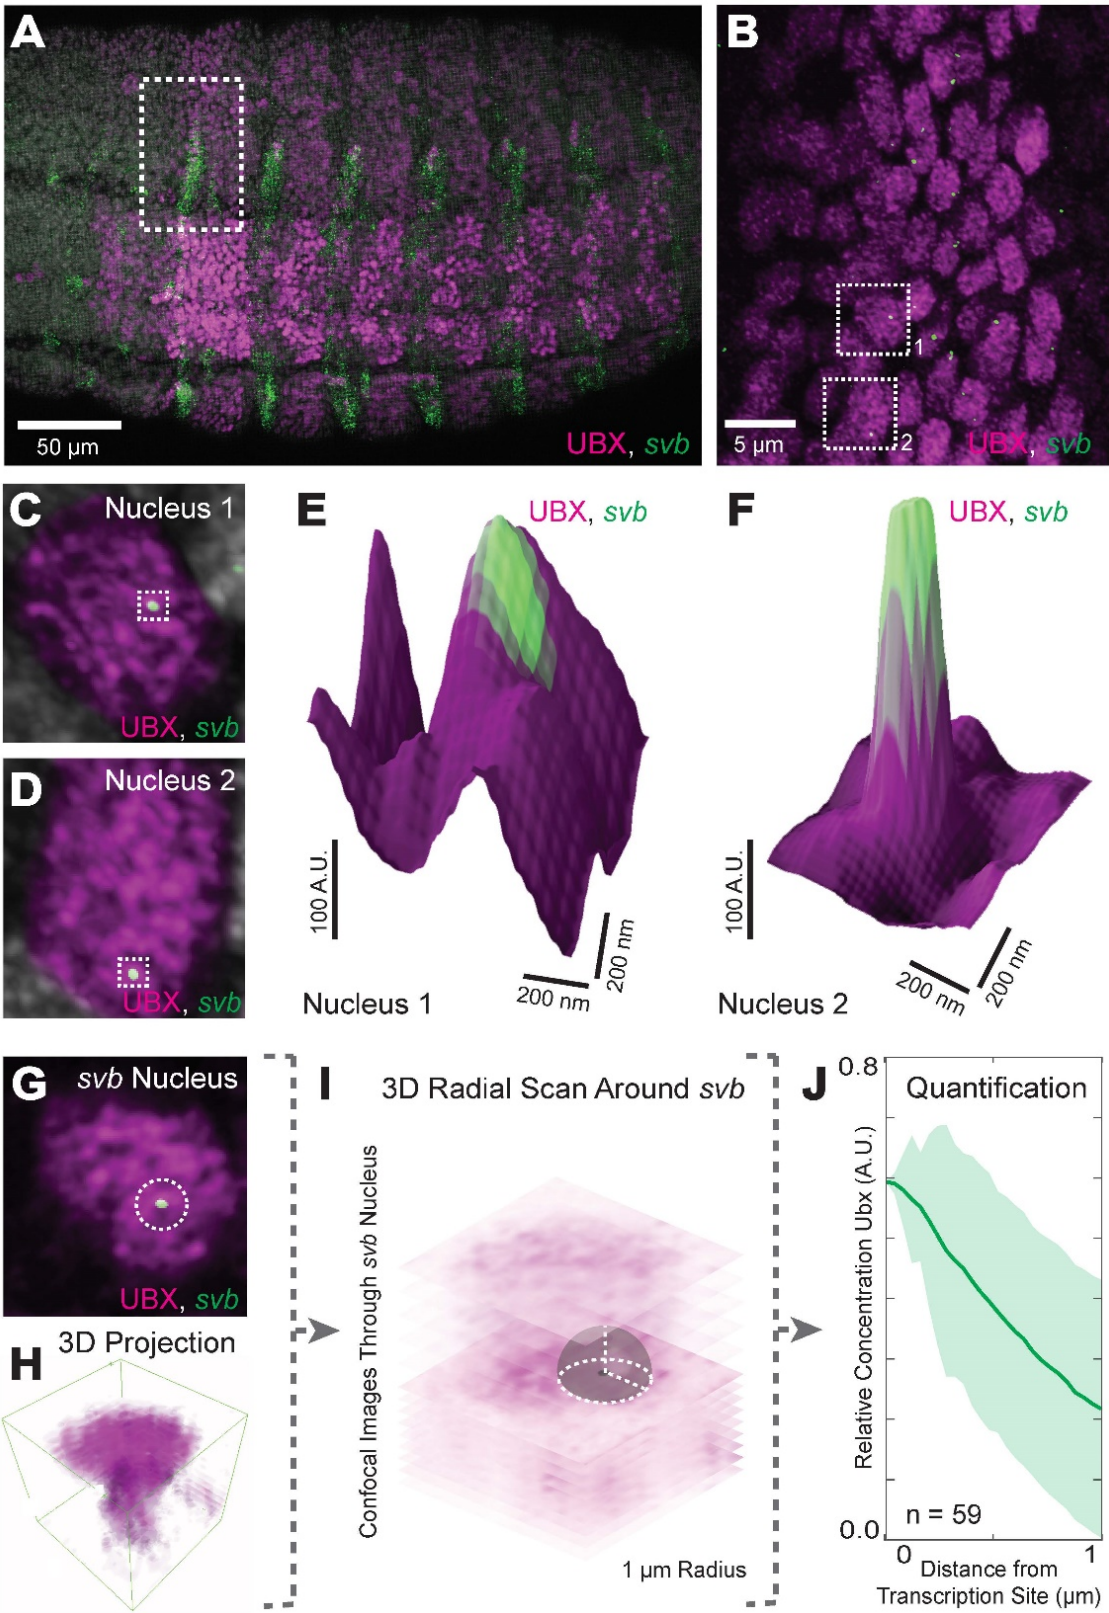 A
50 µm
UBX, svb
B
1
2
5 µm
UBX, svb
C
Nucleus 1
UBX, svb
D
Nucleus 2
UBX, svb
E
UBX, svb
100 A.U.
200 nm
200 nm
Nucleus 1
F
UBX, svb
100 A.U.
200 nm
200 nm
Nucleus 2
G
svb Nucleus
UBX, svb
H
3D Projection
I
3D Radial Scan Around svb
Confocal Images Through svb Nucleus
1 µm Radius
J
Quantification
0.8
Relative Concentration Ubx (A.U.)
0.0
n = 59
0
1
Distance from
Transcription Site (µm)